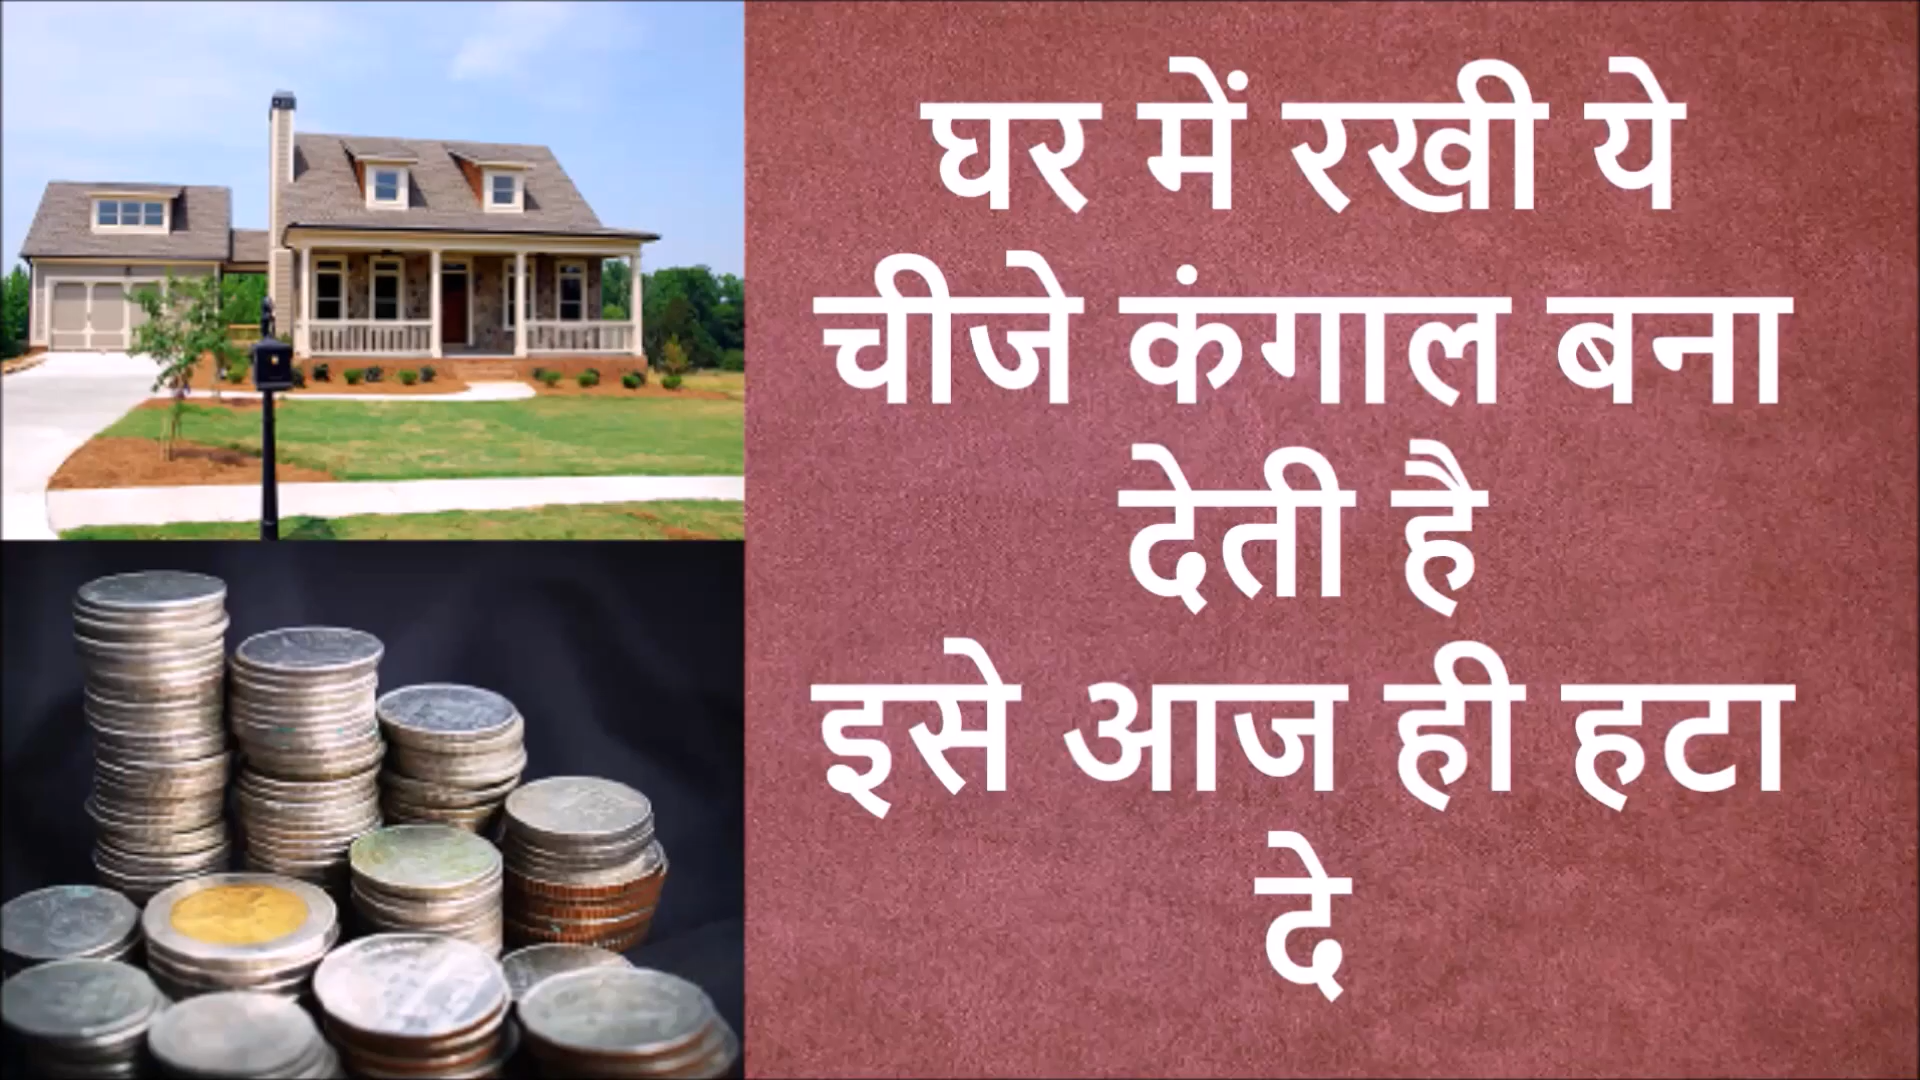 घर में रखी ये
चीजे कंगाल बना
देती है
इसे आज ही हटा
दे